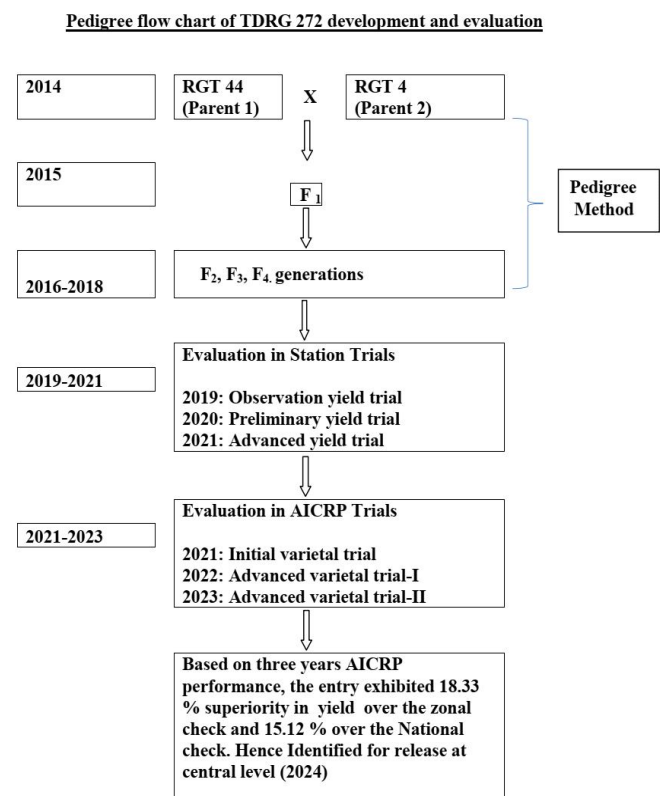 Pedigree flow chart of TDRG 272 development and evaluation
2014
RGT 44
(Parent 1)
X
RGT 4
(Parent 2)
2015
F1
Pedigree
Method
2016-2018
F2, F3, F4. generations
2019-2021
Evaluation in Station Trials
2019: Observation yield trial
2020: Preliminary yield trial
2021: Advanced yield trial
2021-2023
Evaluation in AICRP Trials
2021: Initial varietal trial
2022: Advanced varietal trial-I
2023: Advanced varietal trial-II
Based on three years AICRP
performance, the entry exhibited 18.33
% superiority in yield over the zonal
check and 15.12 % over the National
check. Hence Identified for release at
central level (2024)